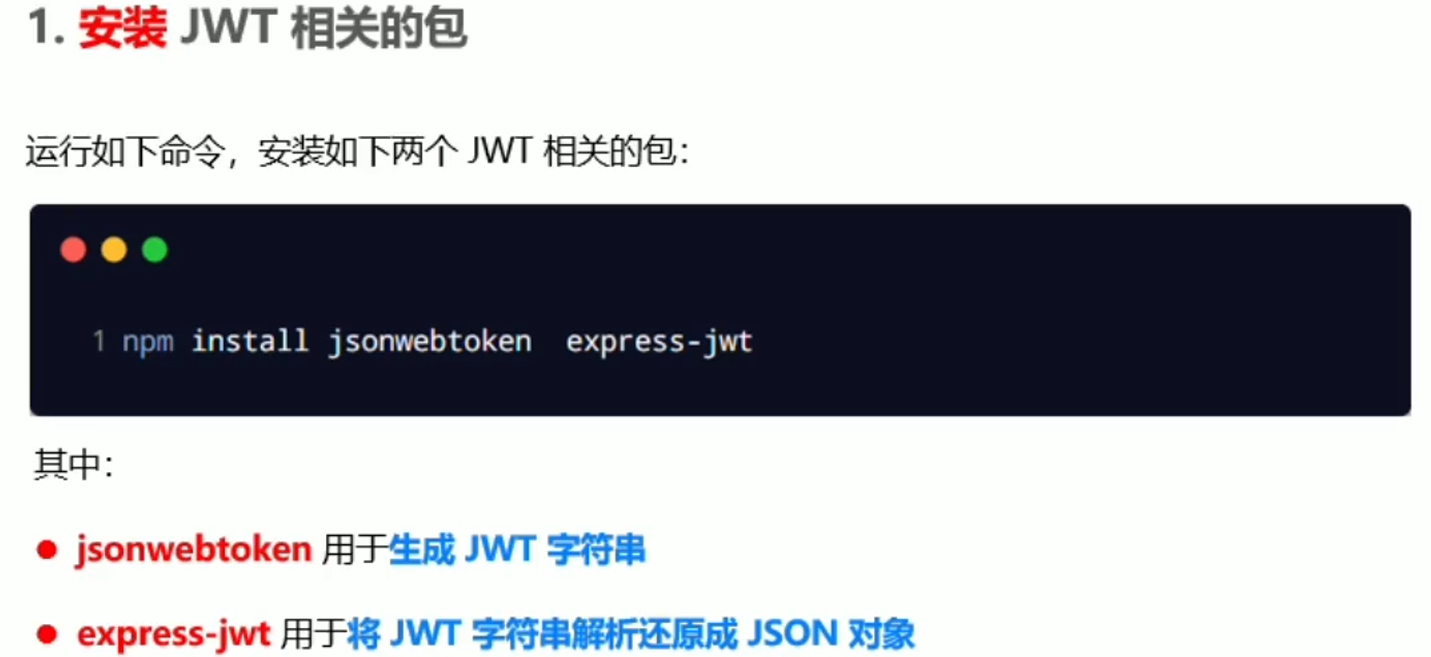 1. 安装 JWT 相关的包
运行如下命令，安装如下两个 JWT 相关的包：
1 npm install jsonwebtoken  express-jwt
其中：
● jsonwebtoken 用于生成 JWT 字符串
● express-jwt 用于将 JWT 字符串解析还原成 JSON 对象